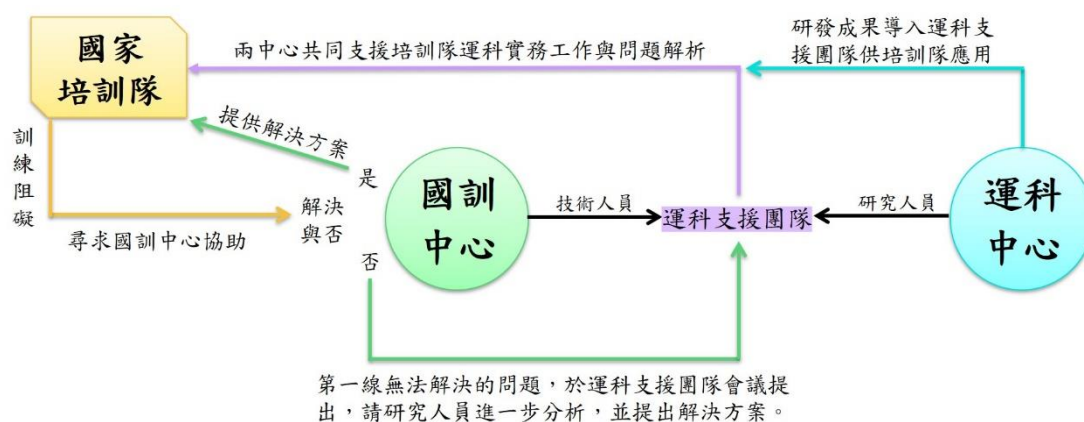 國家
培訓隊
兩中心共同支援培訓隊運科實務工作與問題解析
研發成果導入運科支
援團隊供培訓隊應用
訓
練
阻
礙
提供解決方案
是
解決
與否
否
尋求國訓中心協助
國訓
中心
技術人員
運科支援團隊
研究人員
運科
中心
第一線無法解決的問題，於運科支援團隊會議提
出，請研究人員進一步分析，並提出解決方案。